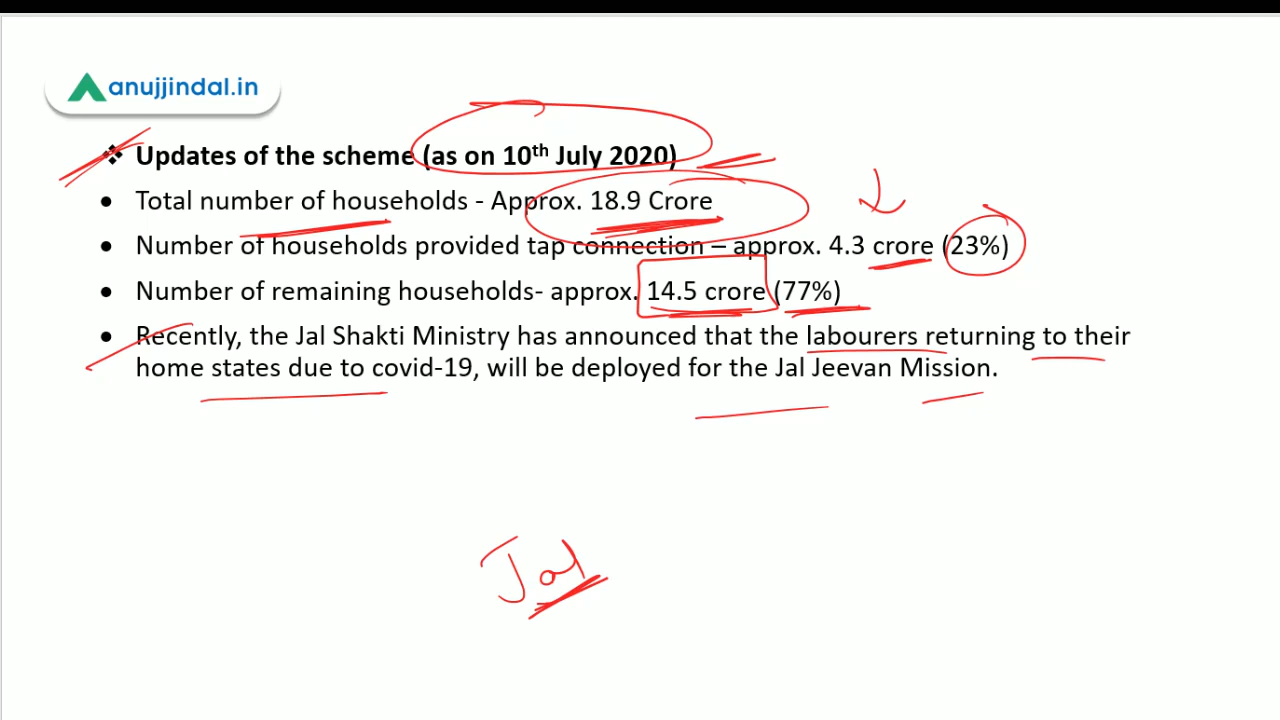 anujjindal.in
❖ Updates of the scheme (as on 10th July 2020)
• Total number of households - Approx. 18.9 Crore
• Number of households provided tap connection – approx. 4.3 crore (23%)
• Number of remaining households- approx. 14.5 crore (77%)
• Recently, the Jal Shakti Ministry has announced that the labourers returning to their
home states due to covid-19, will be deployed for the Jal Jeevan Mission.
Jal